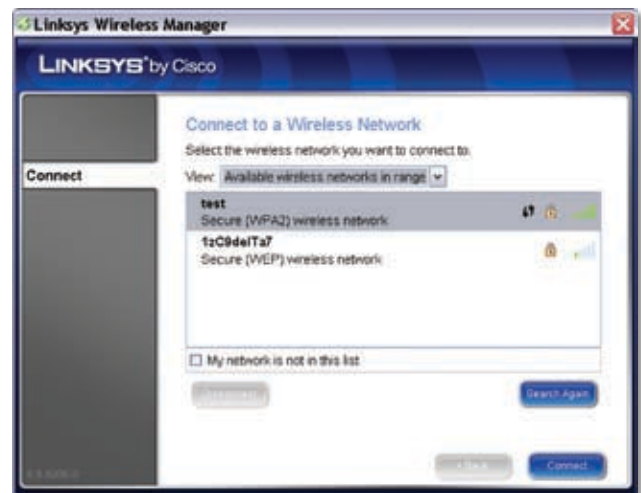 Linksys Wireless Manager
LINKSYS® by Cisco
Connect to a Wireless Network
Select the wireless network you want to connect to.
Connect
View: Available wireless networks in range
test
Secure (WPA2) wireless network
Secure (WEP) wireless network
My network is not in this list
Search Again
Connect